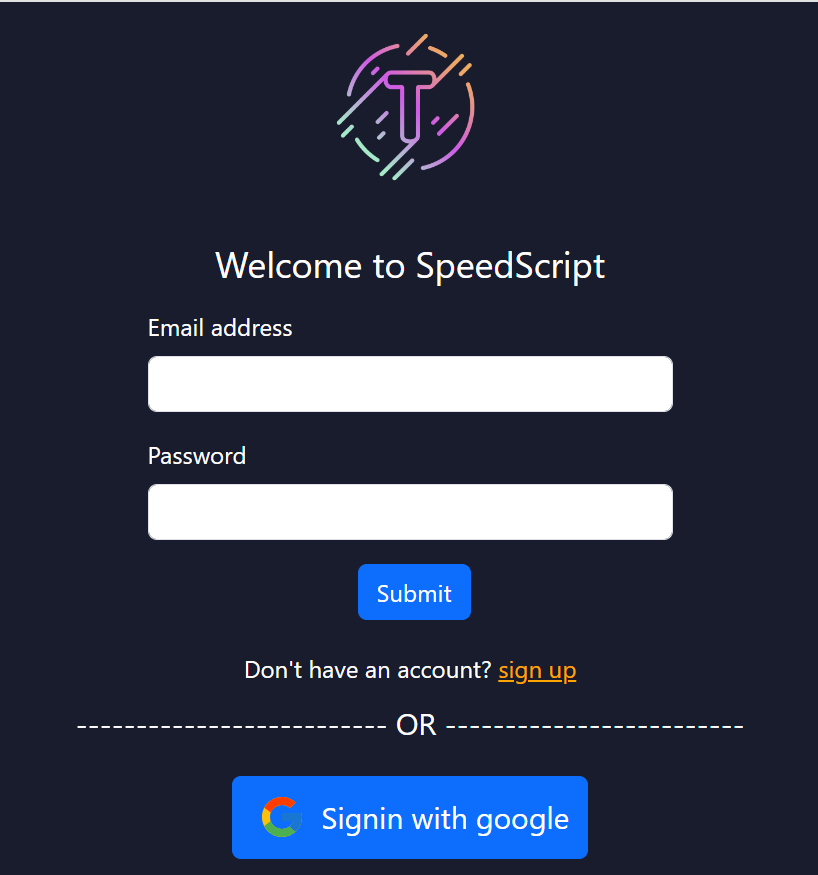 T
Welcome to SpeedScript
Email address
Password
Submit
Don't have an account? sign up
-------------------------- OR -------------------------
Signin with google